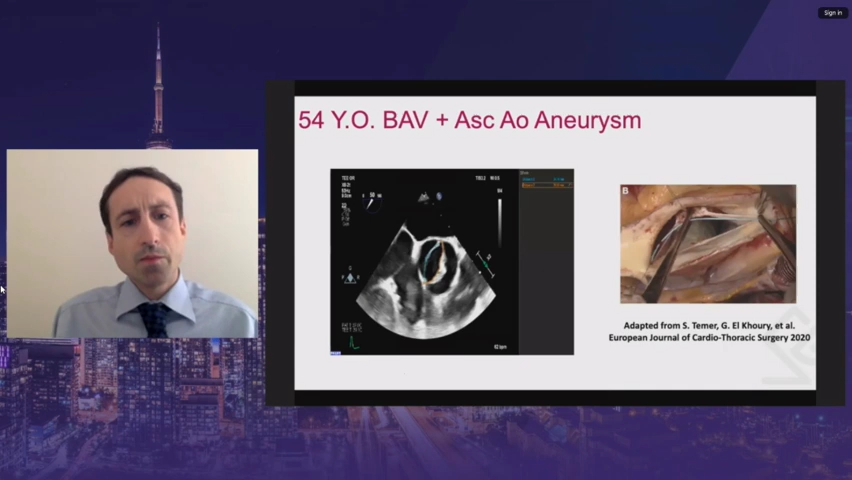 Sign in
54 Y.O. BAV + Asc Ao Aneurysm
B
Adapted from S. Temer, G. El Khoury, et al.
European Journal of Cardio-Thoracic Surgery 2020